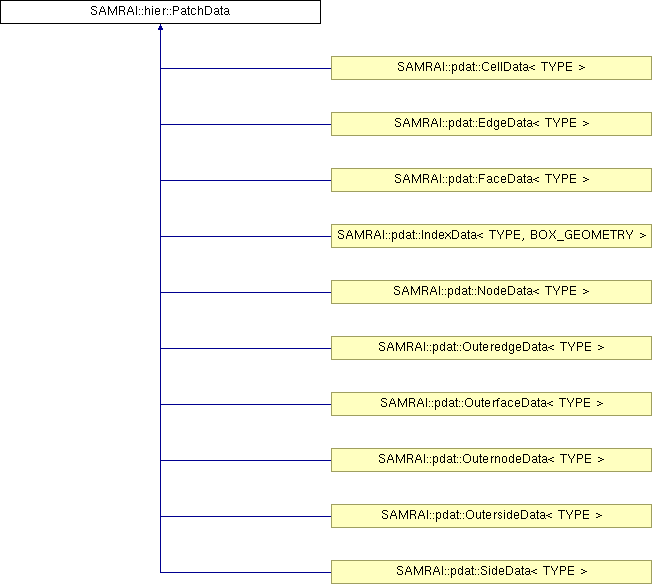 SAMRAI::hier::PatchData
SAMRAI::pdat::CellData< TYPE >
SAMRAI::pdat::EdgeData< TYPE >
SAMRAI::pdat::FaceData< TYPE >
SAMRAI::pdat::IndexData< TYPE, BOX_GEOMETRY >
SAMRAI::pdat::NodeData< TYPE >
SAMRAI::pdat::OuteredgeData< TYPE >
SAMRAI::pdat::OuterfaceData< TYPE >
SAMRAI::pdat::OuternodeData< TYPE >
SAMRAI::pdat::OutersideData< TYPE >
SAMRAI::pdat::SideData< TYPE >